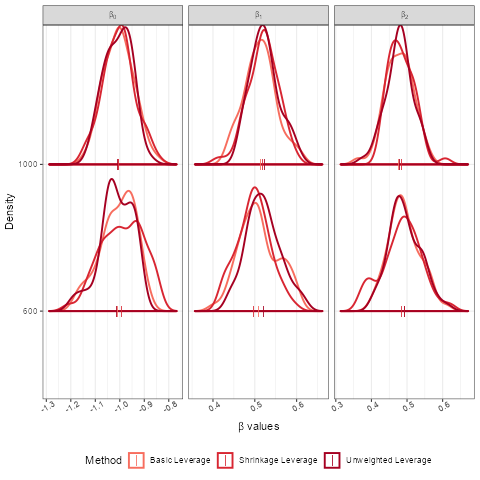 β0 β1 β2
Density
1000
600
-1.3 -1.2 -1.1 -1.0 -0.9 -0.8 0.4 0.5 0.6 0.3 0.4 0.5 0.6
β values
Method Basic Leverage Shrinkage Leverage Unweighted Leverage